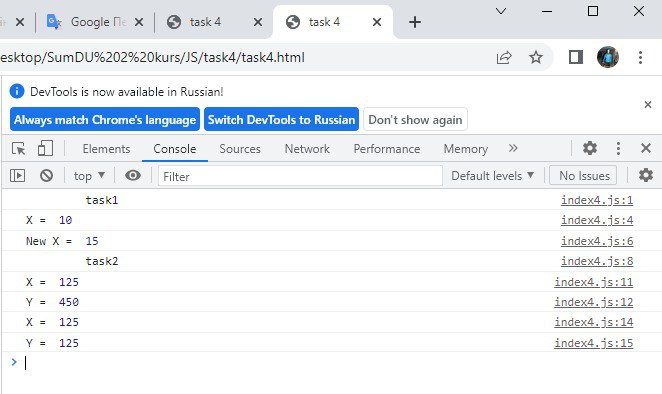 Google Пе
task 4
task 4
esktop/SumDU%202%20kurs/JS/task4/task4.html
DevTools is now available in Russian!
Always match Chrome's language Switch DevTools to Russian Don't show again
Elements Console Sources Network Performance Memory
top Filter Default levels No Issues
task1 index4.js:1
X = 10 index4.js:4
New X = 15 index4.js:6
task2 index4.js:8
X = 125 index4.js:11
Y = 450 index4.js:12
X = 125 index4.js:14
Y = 125 index4.js:15